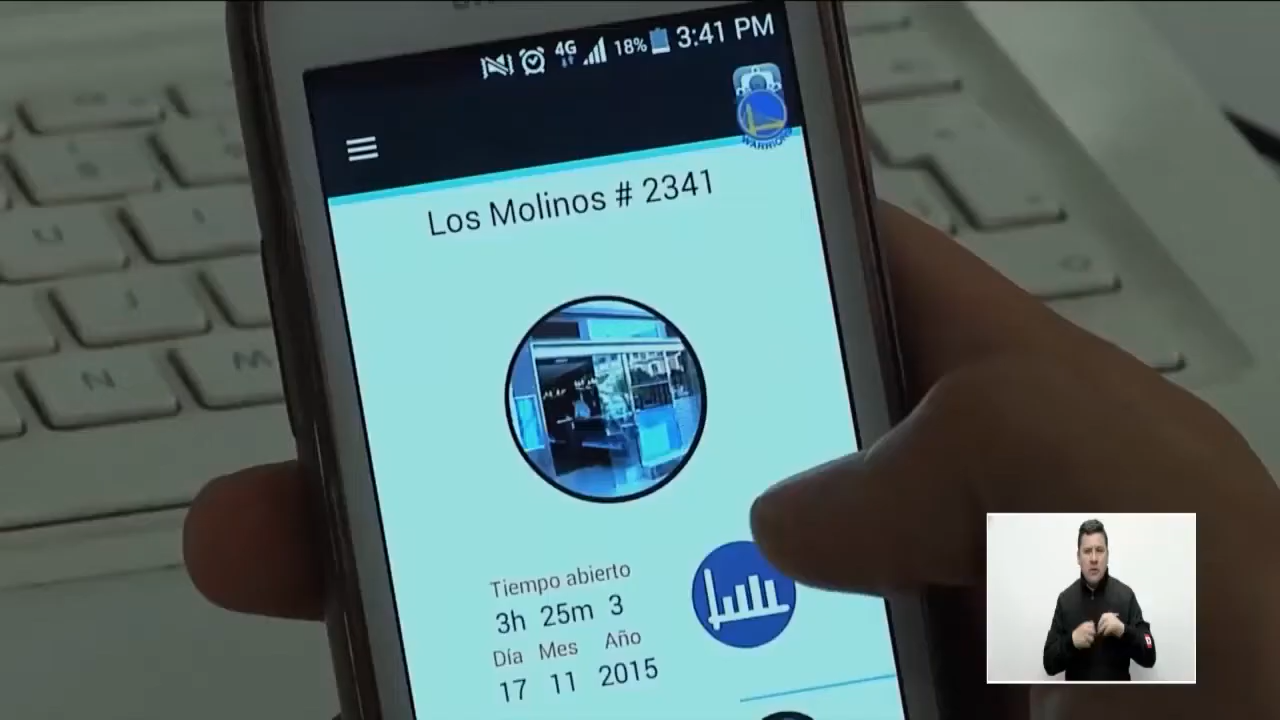 4G 18% 3:41 PM
WARRIORS
Los Molinos # 2341
Tiempo abierto
3h 25m 3
Día Mes Año
17 11 2015
U
I
J
N
M